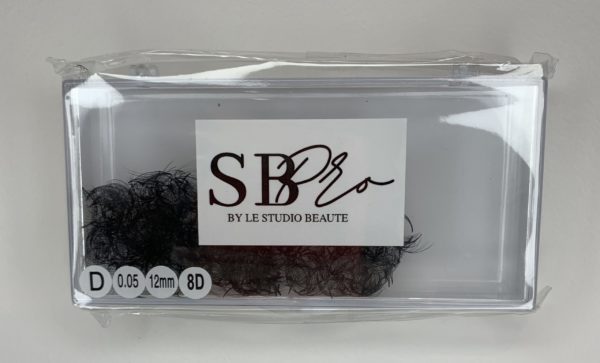 SB Pro
BY LE STUDIO BEAUTE
D 0.05 12mm 8D